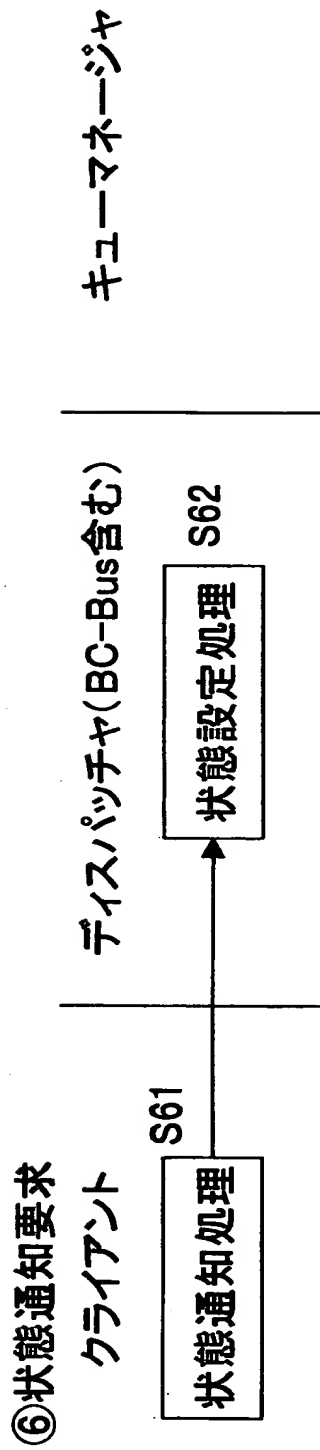 ⑥状態通知要求
クライアント
ディスパッチャ(BC-Bus含む)
キューマネージャ
S61
状態通知処理
S62
状態設定処理